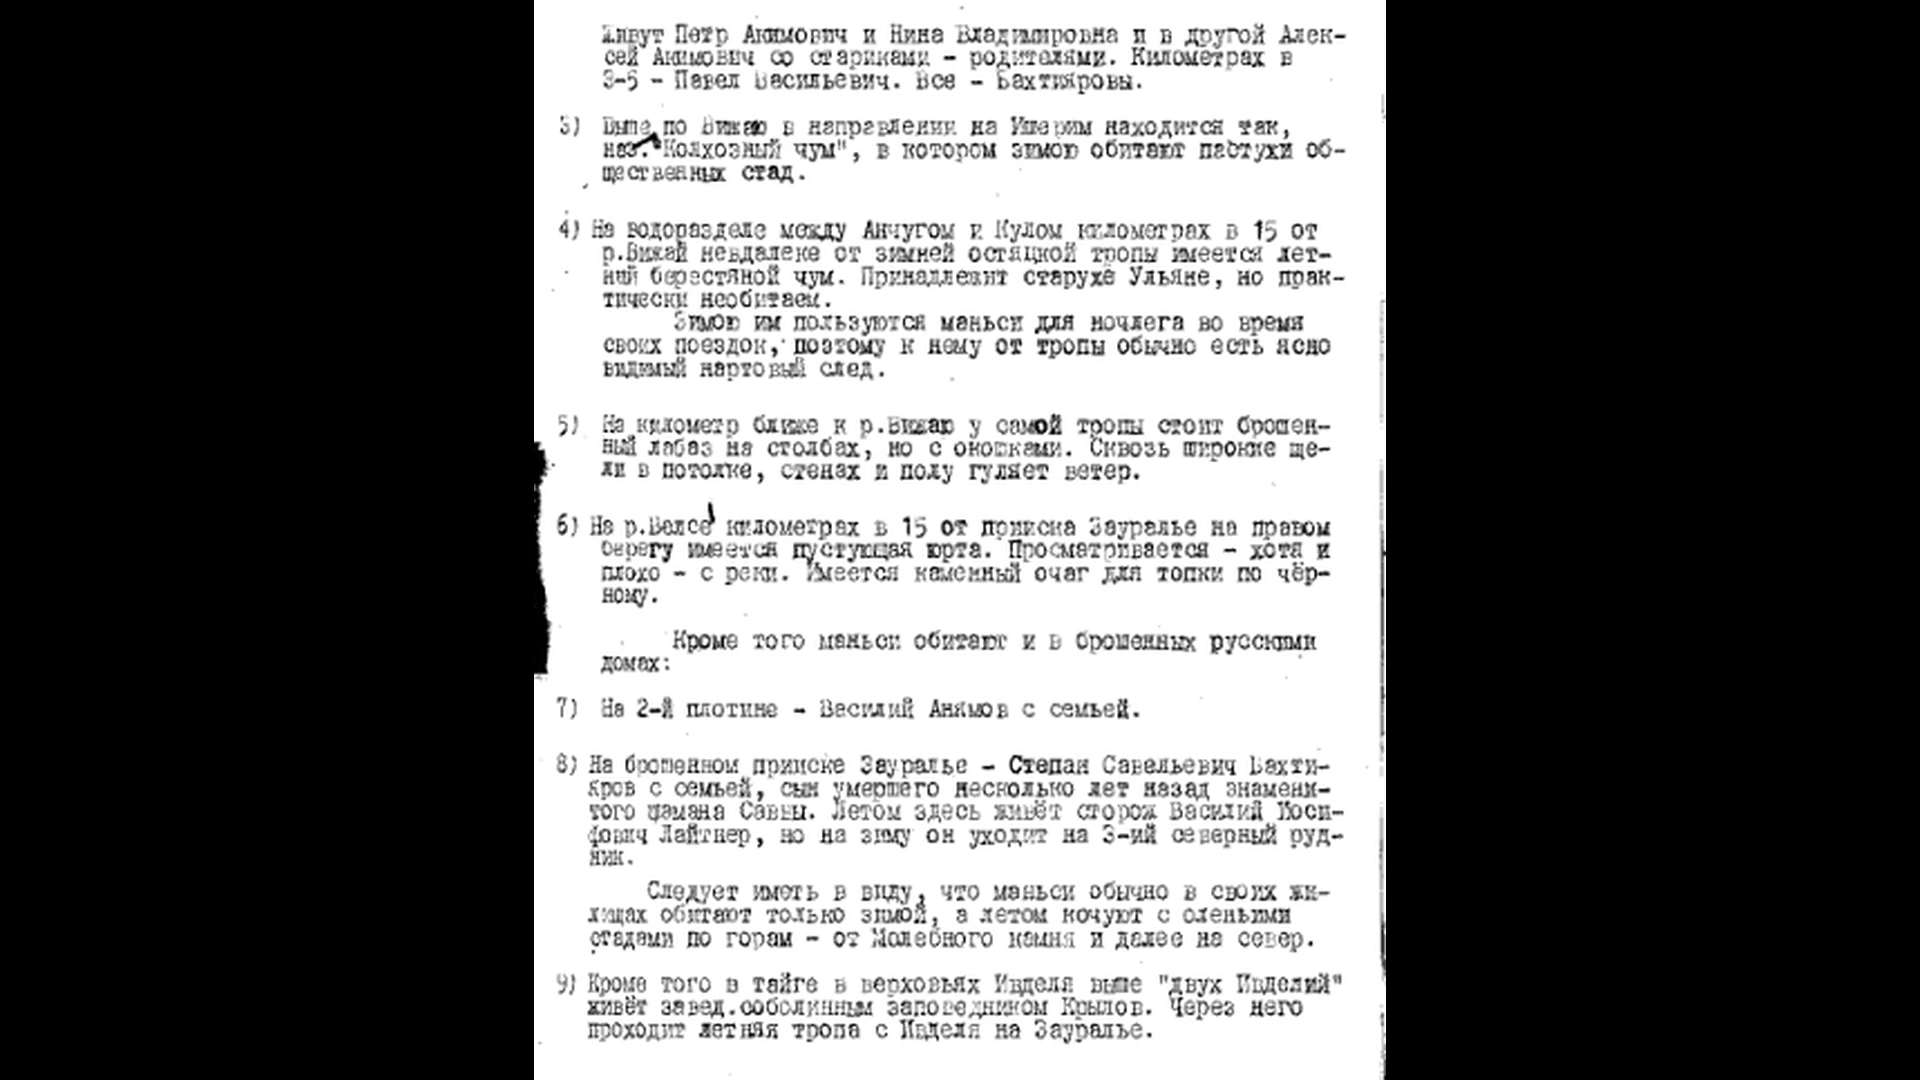 живут Петр Акимович и Нина Владимировна и в другой Алек-
сей Акимович со стариками - родителями. Километрах в
3-5 - Павел Васильевич. Все - Бахтияровы.
3) Выше по Вижаю в направлении на Ишерим находится так,
наз. "Колхозный чум", в котором зимою обитают пастухи об-
щественных стад.
4) На водоразделе между Анчугом и Кулом километрах в 15 от
р.Вижай невдалеке от зимней остяцкой тропы имеется лет-
ний берестяной чум. Принадлежит старухе Ульяне, но прак-
тически необитаем.
Зимою им пользуются маньси для ночлега во время
своих поездок, поэтому к нему от тропы обычно есть ясно
видимый нартовый след.
5) На километр ближе к р.Вижаю у самой тропы стоит брошен-
ный лабаз на столбах, но с окошками. Сквозь широкие ще-
ли в потолке, стенах и полу гуляет ветер.
6) На р.Велсе километрах в 15 от прииска Зауралье на правом
берегу имеется пустующая юрта. Просматривается - хотя и
плохо - с реки. Имеется каменный очаг для топки по чёр-
ному.
Кроме того маньси обитают и в брошенных русскими
домах:
7) На 2-й плотине - Василий Анямов с семьей.
8) На брошенном прииске Зауралье - Степан Савельевич Бахти-
яров с семьей, сын умершего несколько лет назад знамени-
того шамана Саввы. Летом здесь живёт сторож Василий Иоси-
фович Лайтнер, но на зиму он уходит на 3-ий северный руд-
ник.
Следует иметь в виду, что маньси обычно в своих жи-
лищах обитают только зимой, а летом кочуют с оленьими
стадами по горам - от Молебного камня и далее на север.
9) Кроме того в тайге в верховьях Ивделя выше "двух Ивделий"
живёт завед.соболинным заповедником Крылов. Через него
проходит летняя тропа с Ивделя на Зауралье.